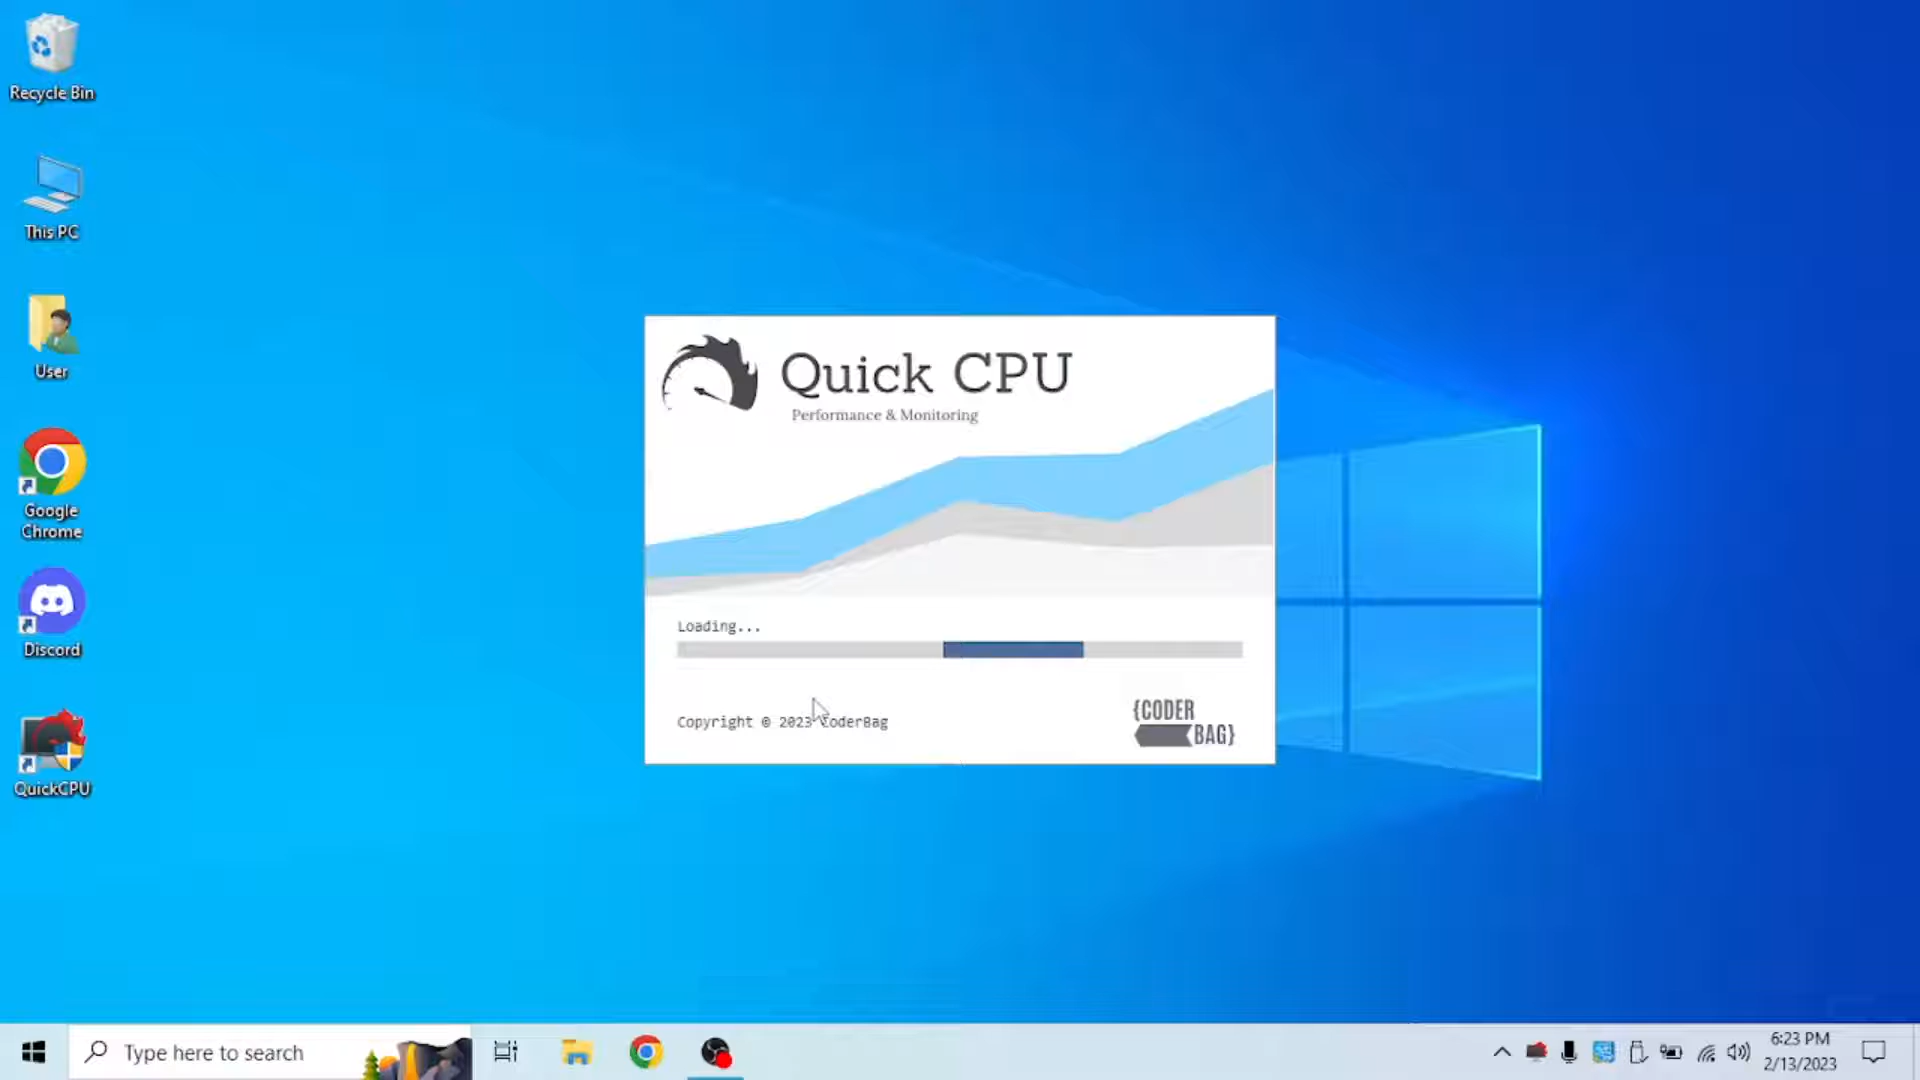 Recycle Bin
This PC
User
Google
Chrome
Discord
QuickCPU
Quick CPU
Performance & Monitoring
Loading...
Copyright © 2023 CoderBag
{CODER
BAG}
Type here to search
6:23 PM
2/13/2023